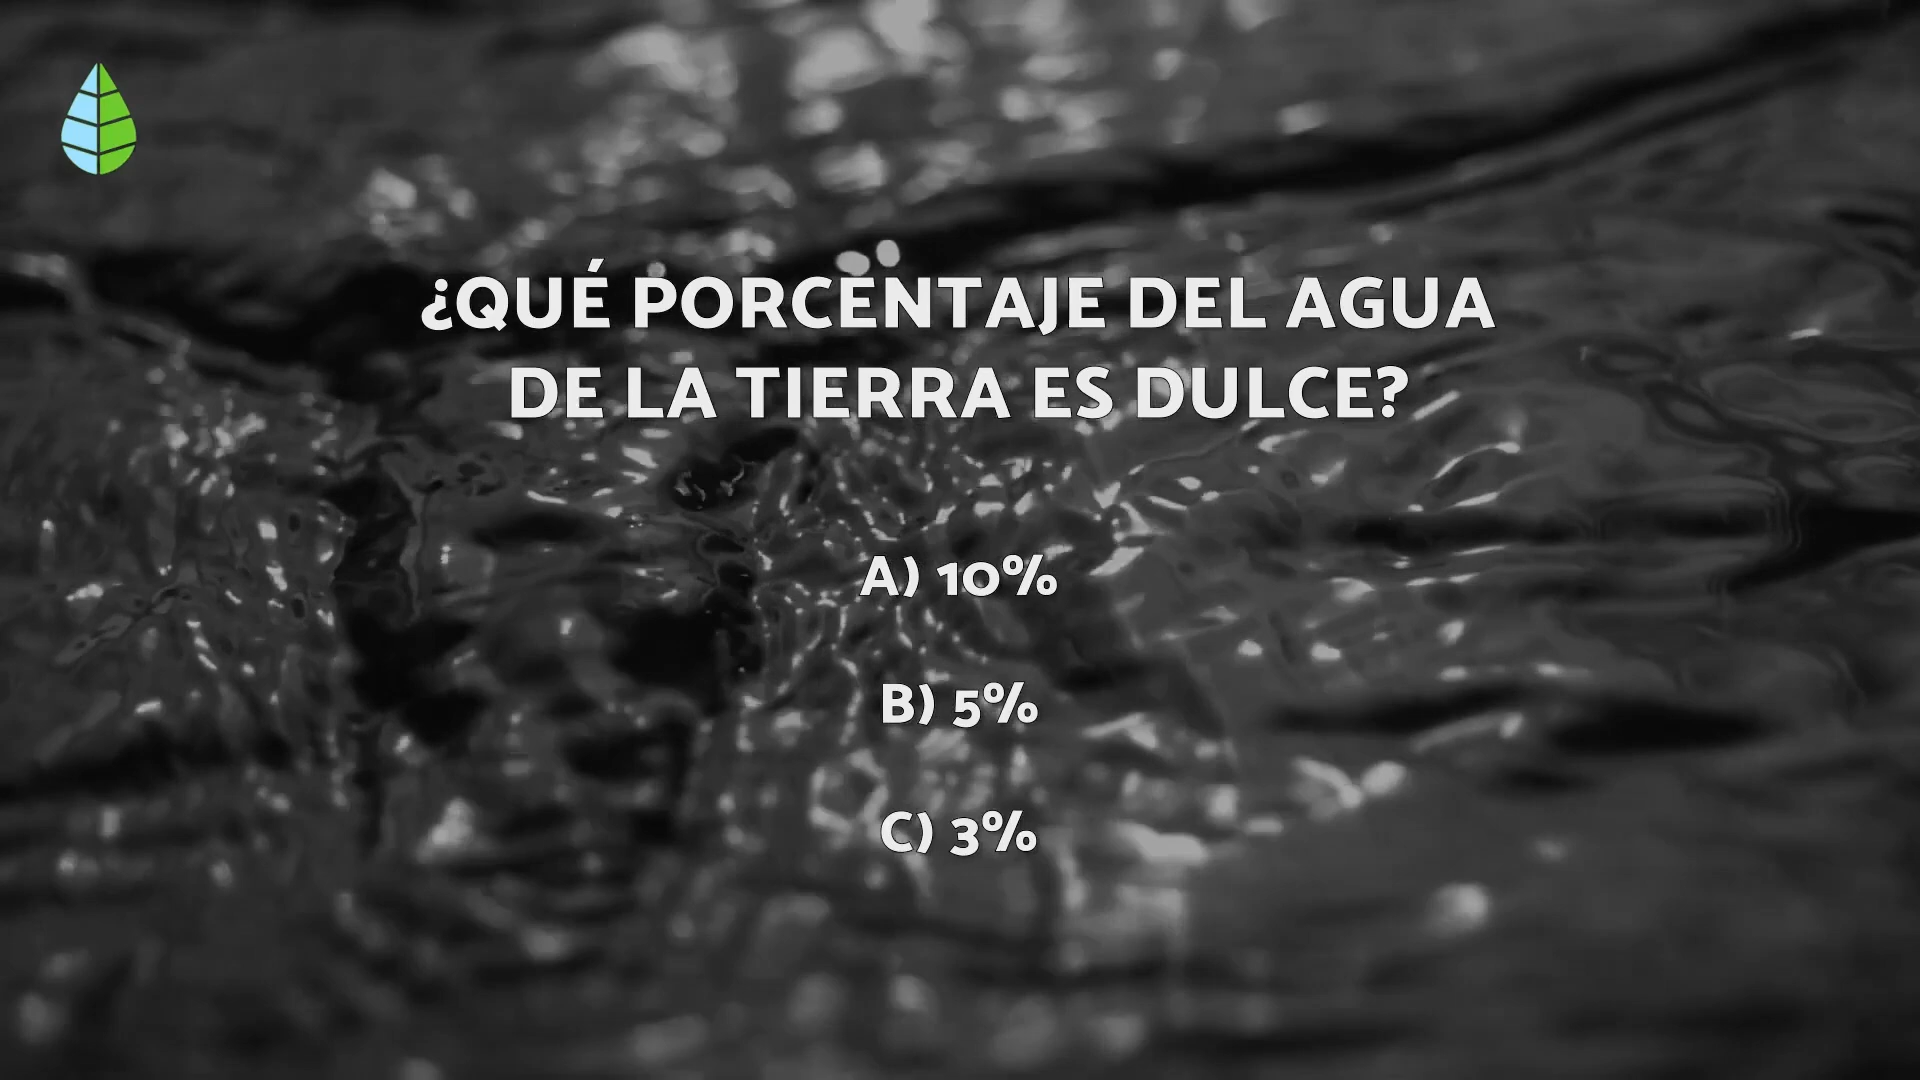 ¿QUÉ PORCENTAJE DEL AGUA
DE LA TIERRA ES DULCE?
A) 10%
B) 5%
C) 3%